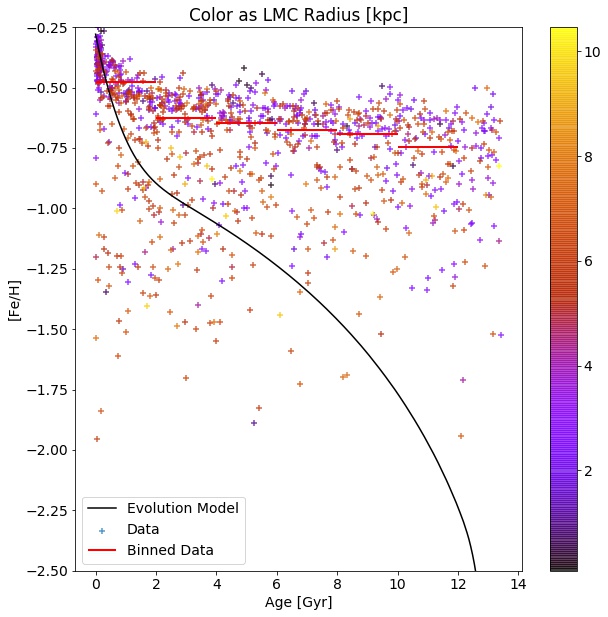 Color as LMC Radius [kpc]
−0.25
−0.50
−0.75
−1.00
−1.25
−1.50
−1.75
−2.00
−2.25
−2.50
[Fe/H]
Evolution Model
Data
Binned Data
0 2 4 6 8 10 12 14
Age [Gyr]
10
8
6
4
2